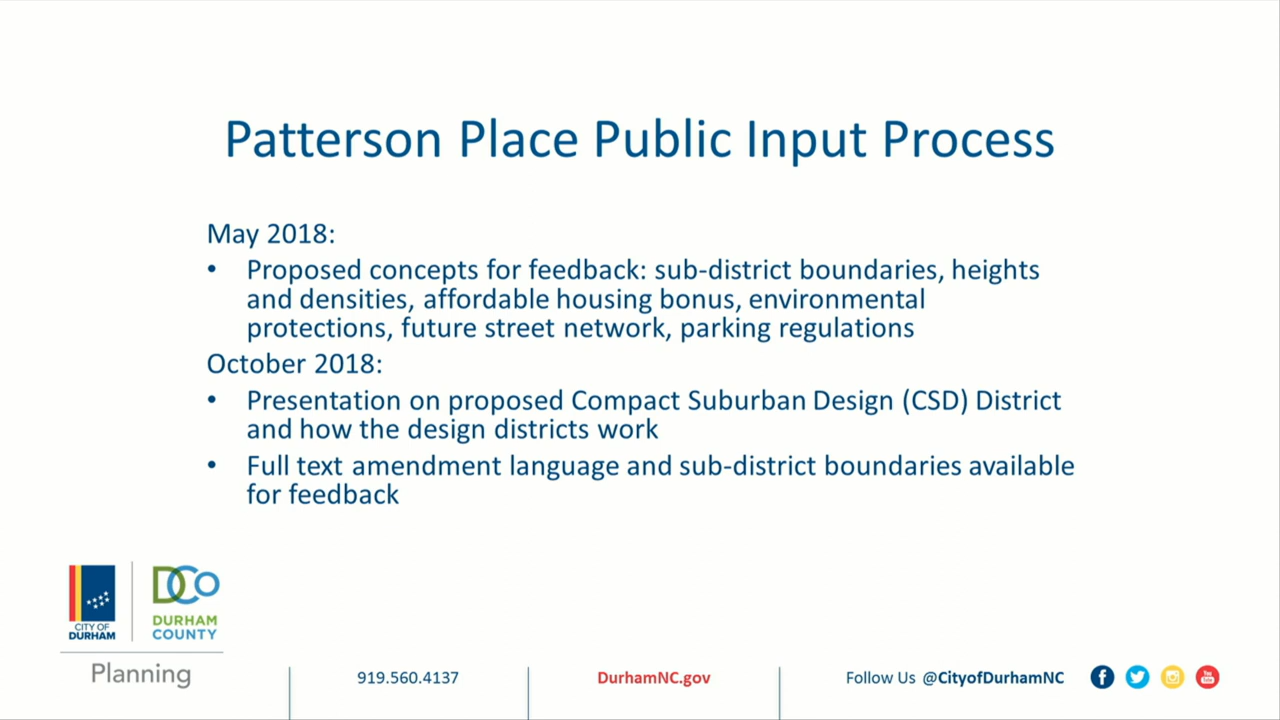 Patterson Place Public Input Process
May 2018:
• Proposed concepts for feedback: sub-district boundaries, heights
and densities, affordable housing bonus, environmental
protections, future street network, parking regulations
October 2018:
• Presentation on proposed Compact Suburban Design (CSD) District
and how the design districts work
• Full text amendment language and sub-district boundaries available
for feedback
CITY OF
DURHAM
DCO
DURHAM
COUNTY
Planning
919.560.4137
DurhamNC.gov
Follow Us @CityofDurhamNC
You
Tube